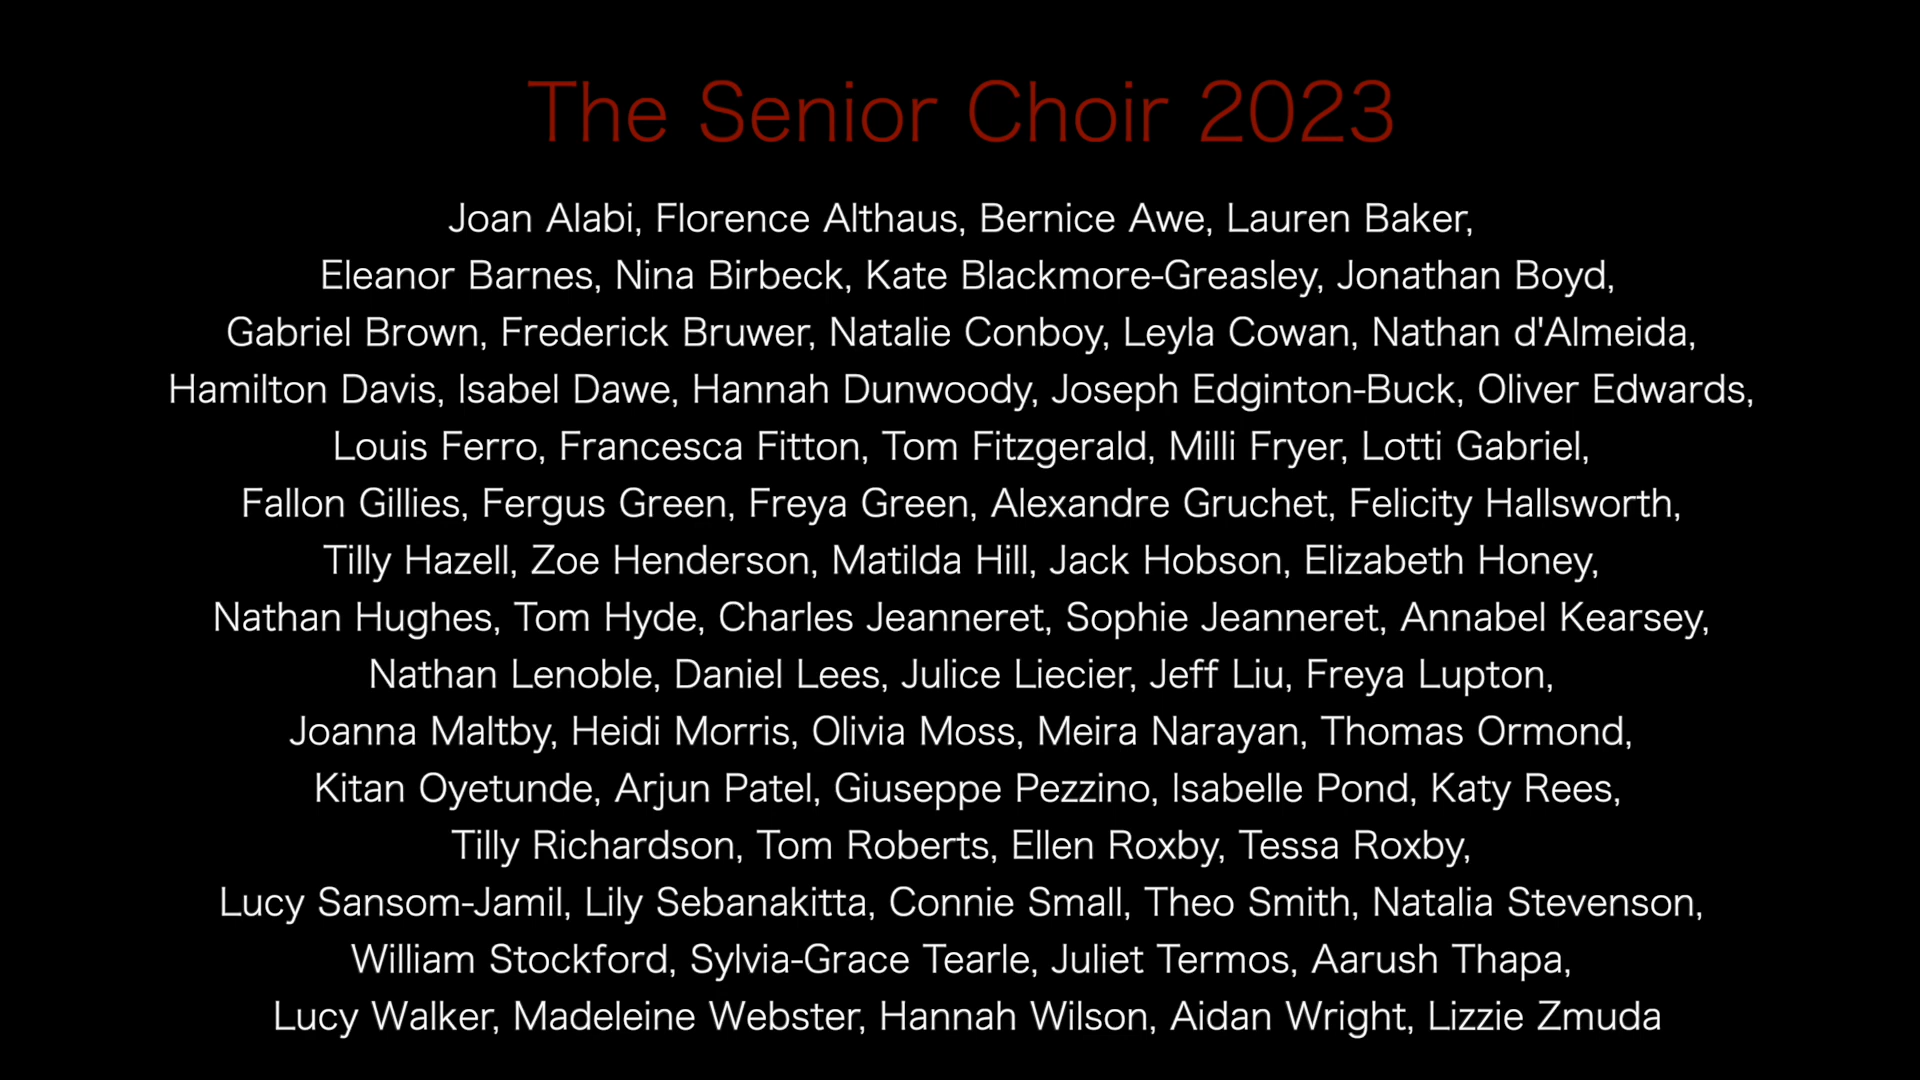 The Senior Choir 2023
Joan Alabi, Florence Althaus, Bernice Awe, Lauren Baker,
Eleanor Barnes, Nina Birbeck, Kate Blackmore-Greasley, Jonathan Boyd,
Gabriel Brown, Frederick Bruwer, Natalie Conboy, Leyla Cowan, Nathan d'Almeida,
Hamilton Davis, Isabel Dawe, Hannah Dunwoody, Joseph Edginton-Buck, Oliver Edwards,
Louis Ferro, Francesca Fitton, Tom Fitzgerald, Milli Fryer, Lotti Gabriel,
Fallon Gillies, Fergus Green, Freya Green, Alexandre Gruchet, Felicity Hallsworth,
Tilly Hazell, Zoe Henderson, Matilda Hill, Jack Hobson, Elizabeth Honey,
Nathan Hughes, Tom Hyde, Charles Jeanneret, Sophie Jeanneret, Annabel Kearsey,
Nathan Lenoble, Daniel Lees, Julice Liecier, Jeff Liu, Freya Lupton,
Joanna Maltby, Heidi Morris, Olivia Moss, Meira Narayan, Thomas Ormond,
Kitan Oyetunde, Arjun Patel, Giuseppe Pezzino, Isabelle Pond, Katy Rees,
Tilly Richardson, Tom Roberts, Ellen Roxby, Tessa Roxby,
Lucy Sansom-Jamil, Lily Sebanakitta, Connie Small, Theo Smith, Natalia Stevenson,
William Stockford, Sylvia-Grace Tearle, Juliet Termos, Aarush Thapa,
Lucy Walker, Madeleine Webster, Hannah Wilson, Aidan Wright, Lizzie Zmuda